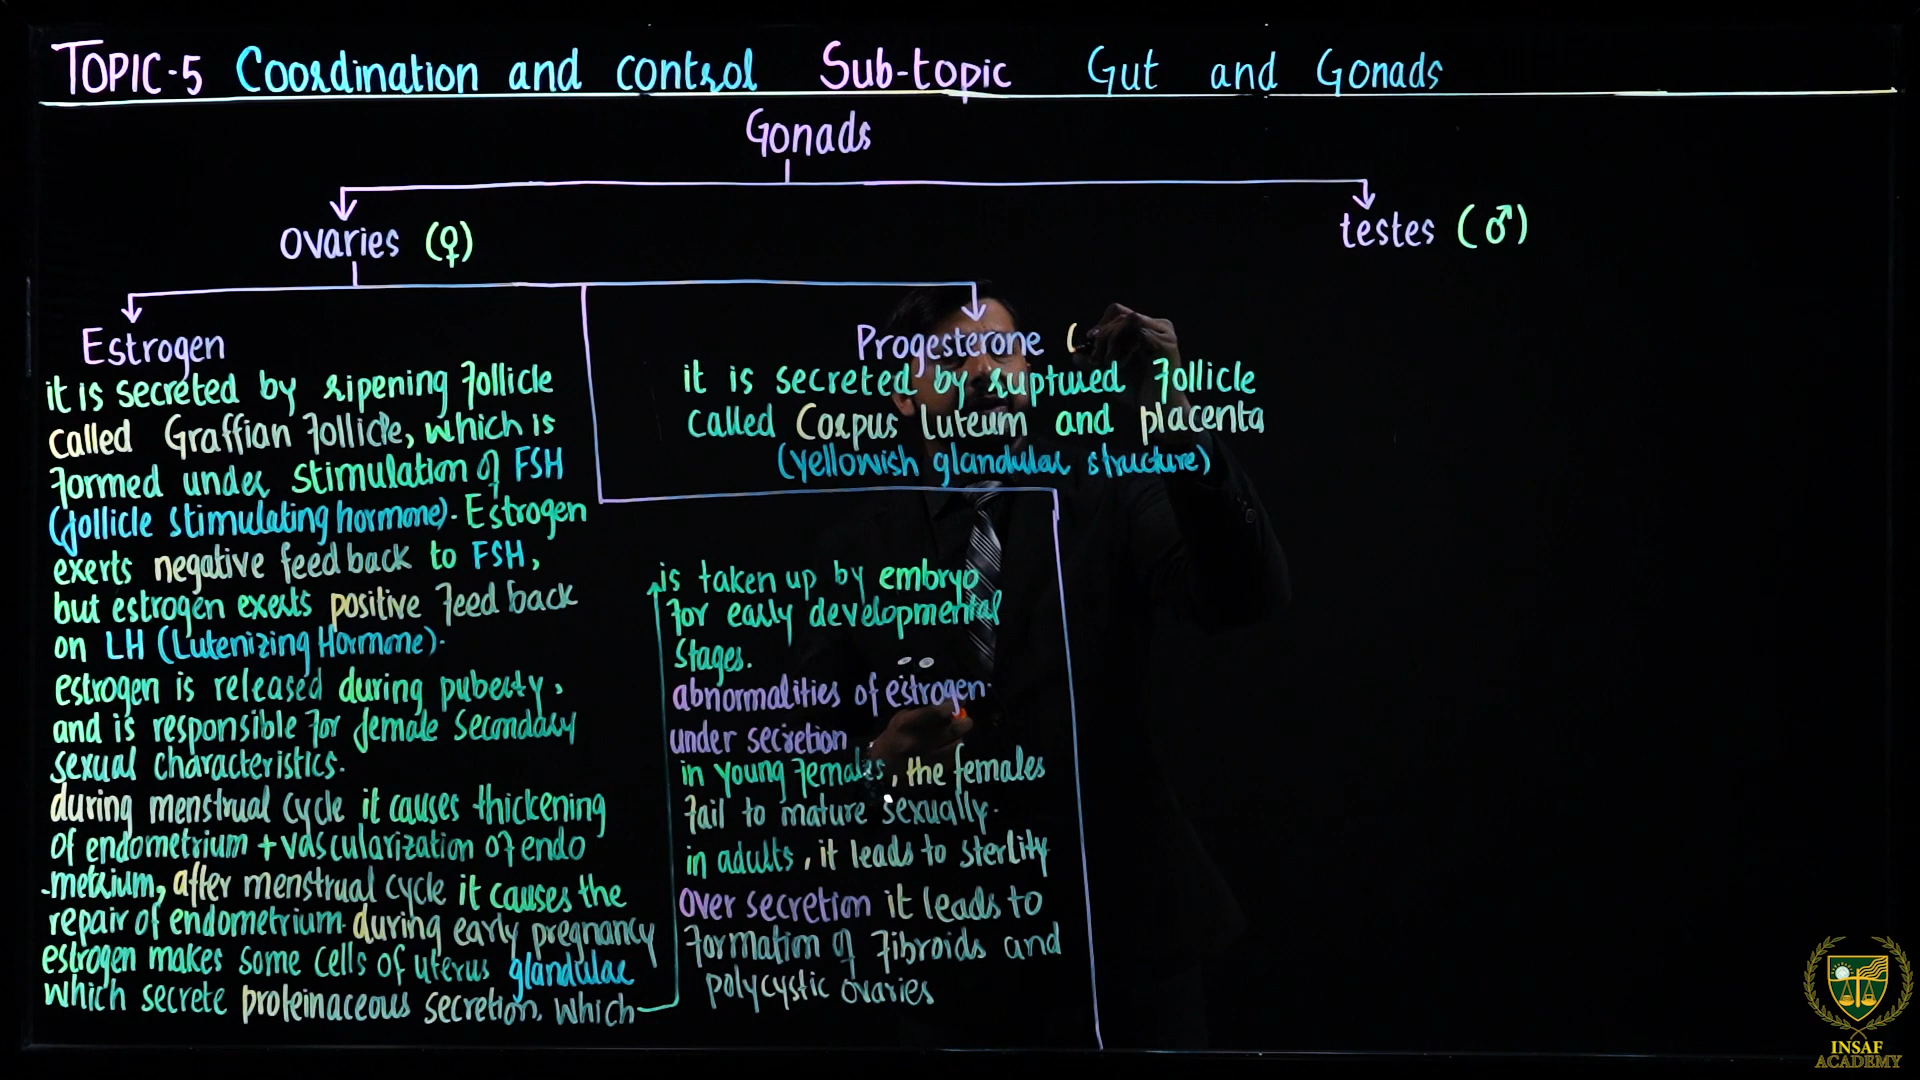 TOPIC-5 Coordination and control Sub-topic Gut and Gonads
Gonads
Ovaries (♀)
testes (♂)
Estrogen
it is secreted by ripening follicle
called Graffian follicle, which is
formed under stimulation of FSH
(follicle stimulating hormone). Estrogen
exerts negative feed back to FSH,
but estrogen exerts positive feed back
on LH (Lutenizing Hormone).
estrogen is released during puberty,
and is responsible for female secondary
sexual characteristics.
during menstrual cycle it causes thickening
of endometrium + vascularization of endo
-metrium, after menstrual cycle it causes the
repair of endometrium. during early pregnancy
estrogen makes some cells of uterus glandular
which secrete proteinaceous secretion. which
is taken up by embryo
for early developmental
stages.
abnormalities of estrogen.
under secretion
in young females, the females
fail to mature sexually.
in adults, it leads to sterlity
over secretion it leads to
formation of fibroids and
polycystic ovaries
Progesterone (
it is secreted by ruptured follicle
called Corpus luteum and placenta
(yellowish glandular structure)
INSAF
ACADEMY